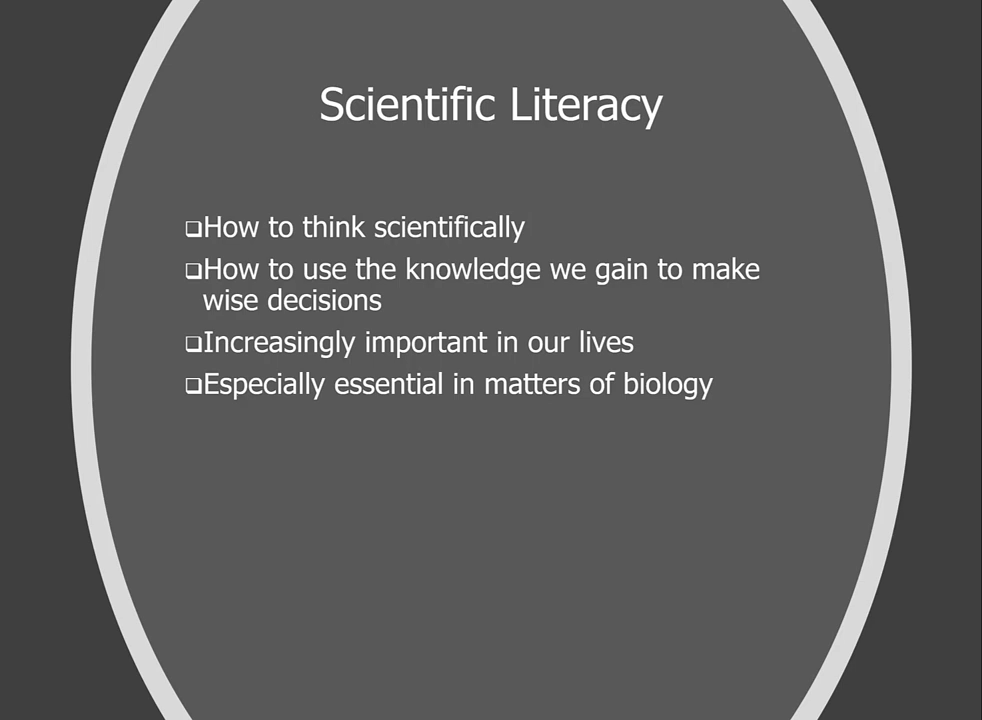 Scientific Literacy
❑How to think scientifically
❑How to use the knowledge we gain to make
wise decisions
❑Increasingly important in our lives
❑Especially essential in matters of biology